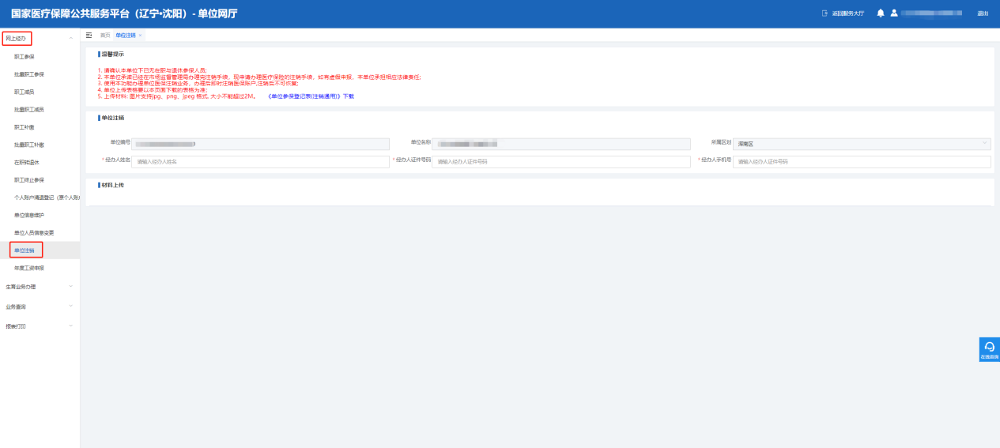 国家医疗保障公共服务平台（辽宁•沈阳）- 单位网厅
返回服务大厅
退出
网上经办
职工参保
批量职工参保
职工减员
批量职工减员
职工补缴
批量职工补缴
在职转退休
职工终止参保
个人账户清退登记（原个人账
单位信息维护
单位人员信息变更
单位注销
年度工资申报
生育业务办理
业务查询
报表打印
首页 单位注销 ×
温馨提示
1. 请确认本单位下已无在职与退休参保人员;
2. 本单位承诺已经在市场监督管理局办理完注销手续，现申请办理医疗保险的注销手续，如有虚假申报，本单位承担相应法律责任;
3. 使用本功能办理单位医保注销业务，办理后即时注销医保账户,注销后不可恢复;
4. 单位上传表格要以本页面下载的表格为准;
5. 上传材料: 图片支持jpg、png、jpeg 格式, 大小不能超过2M。 《单位参保登记表(注销通用)》下载
单位注销
单位编号
单位名称
所属区划 浑南区
* 经办人姓名 请输入经办人姓名
* 经办人证件号码 请输入经办人证件号码
* 经办人手机号 请输入经办人证件号码
材料上传
在线咨询